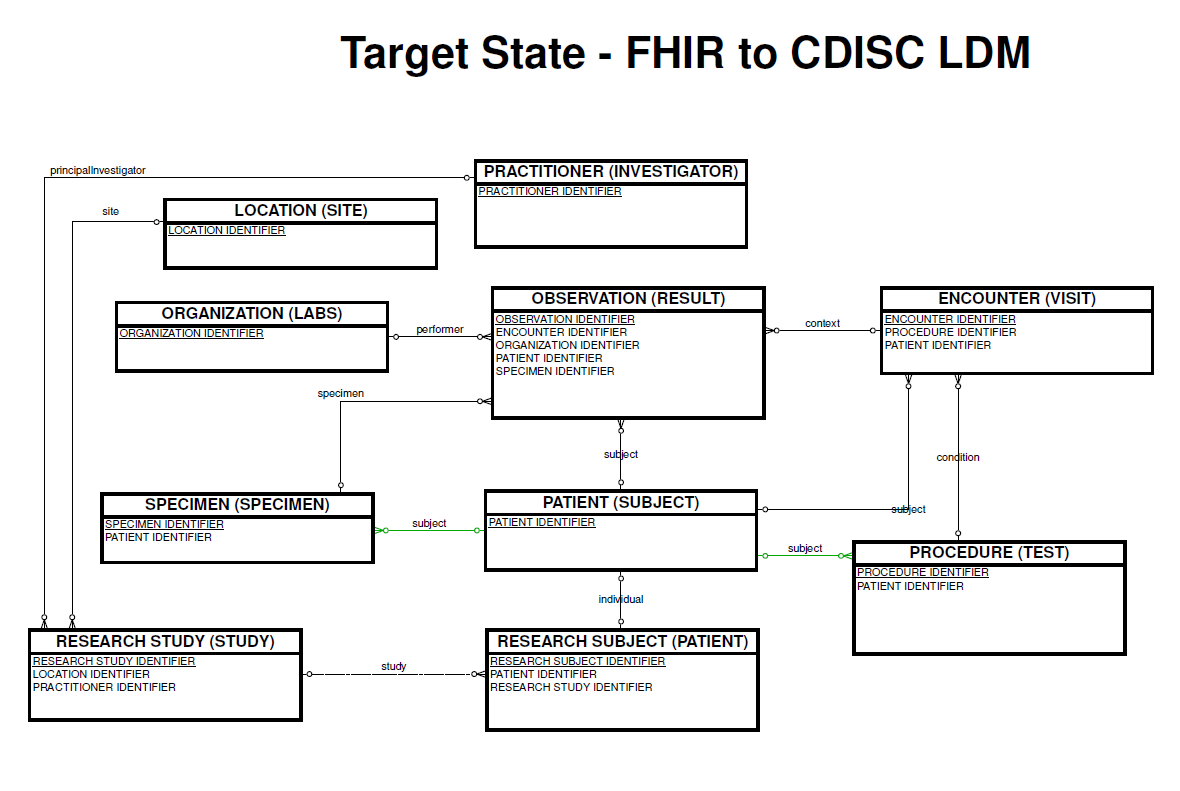 Target State - FHIR to CDISC LDM
principalInvestigator
PRACTITIONER (INVESTIGATOR)
PRACTITIONER IDENTIFIER
site
LOCATION (SITE)
LOCATION IDENTIFIER
ORGANIZATION (LABS)
ORGANIZATION IDENTIFIER
performer
OBSERVATION (RESULT)
OBSERVATION IDENTIFIER
ENCOUNTER IDENTIFIER
ORGANIZATION IDENTIFIER
PATIENT IDENTIFIER
SPECIMEN IDENTIFIER
context
ENCOUNTER (VISIT)
ENCOUNTER IDENTIFIER
PROCEDURE IDENTIFIER
PATIENT IDENTIFIER
specimen
subject
condition
SPECIMEN (SPECIMEN)
SPECIMEN IDENTIFIER
PATIENT IDENTIFIER
subject
PATIENT (SUBJECT)
PATIENT IDENTIFIER
subject
subject
PROCEDURE (TEST)
PROCEDURE IDENTIFIER
PATIENT IDENTIFIER
individual
RESEARCH STUDY (STUDY)
RESEARCH STUDY IDENTIFIER
LOCATION IDENTIFIER
PRACTITIONER IDENTIFIER
study
RESEARCH SUBJECT (PATIENT)
RESEARCH SUBJECT IDENTIFIER
PATIENT IDENTIFIER
RESEARCH STUDY IDENTIFIER